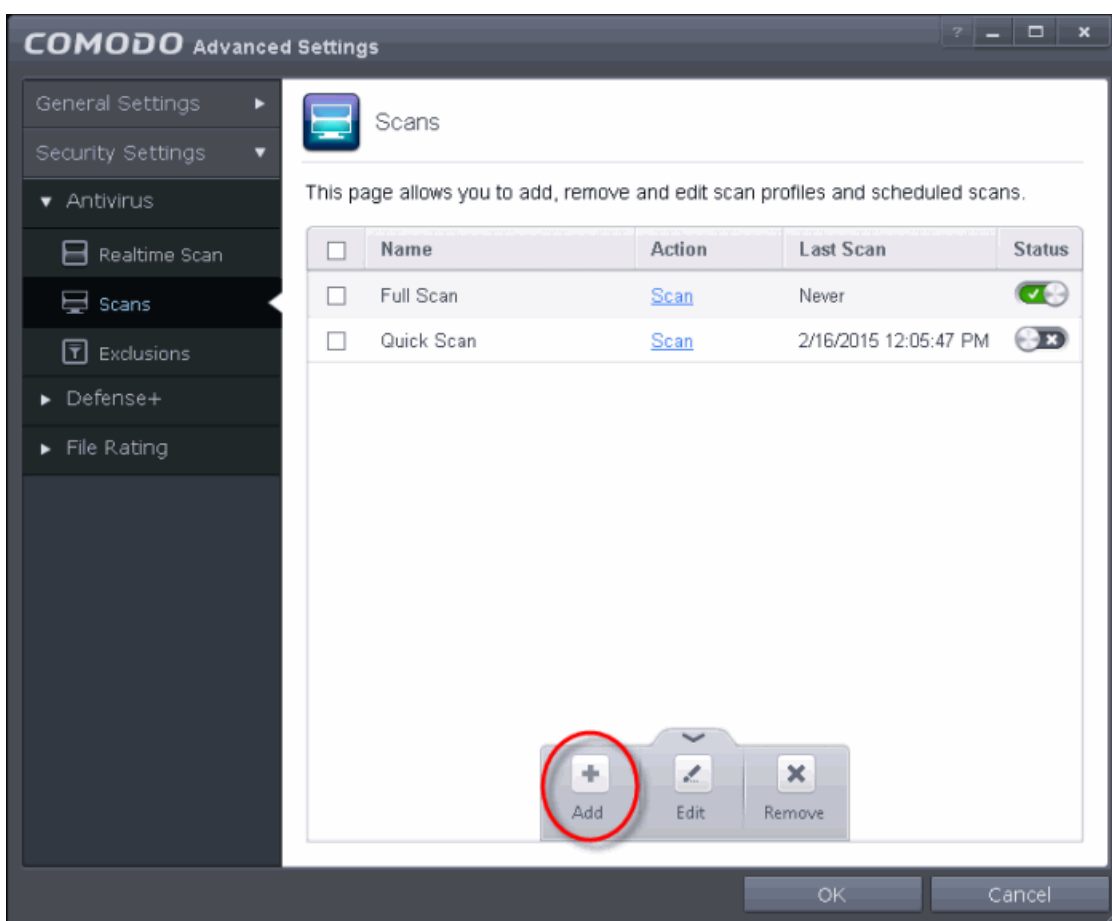 COMODO Advanced Settings
?
General Settings
Security Settings
Antivirus
Realtime Scan
Scans
Exclusions
Defense+
File Rating
Scans
This page allows you to add, remove and edit scan profiles and scheduled scans.
Name Action Last Scan Status
Full Scan Scan Never
Quick Scan Scan 2/16/2015 12:05:47 PM
Add Edit Remove
OK Cancel